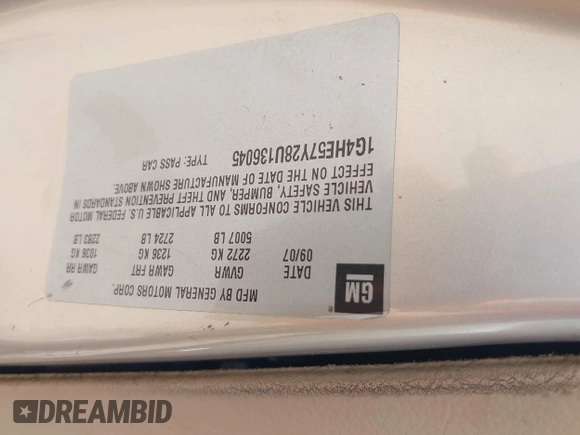 GM
®
MFD BY GENERAL MOTORS CORP.
DATE GVWR GAWR FRT GAWR RR
09/07 2272 KG 1236 KG 1036 KG
5007 LB 2724 LB 2283 LB
THIS VEHICLE CONFORMS TO ALL APPLICABLE U.S. FEDERAL MOTOR
VEHICLE SAFETY, BUMPER, AND THEFT PREVENTION STANDARDS IN
EFFECT ON THE DATE OF MANUFACTURE SHOWN ABOVE
1G4HE57Y28U136045 TYPE: PASS CAR
DREAMBID